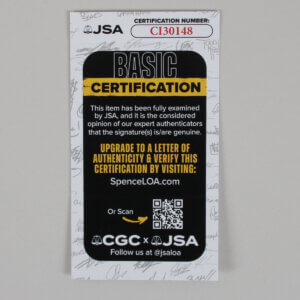 JSA
CERTIFICATION NUMBER:
CI30148
BASIC
CERTIFICATION
This item has been fully examined
by JSA, and it is the considered
opinion of our expert authenticators
that the signature(s) is/are genuine.
UPGRADE TO A LETTER OF
AUTHENTICITY & VERIFY THIS
CERTIFICATION BY VISITING:
SpenceLOA.com
Or Scan
CGC x JSA
Follow us at @jsaloa